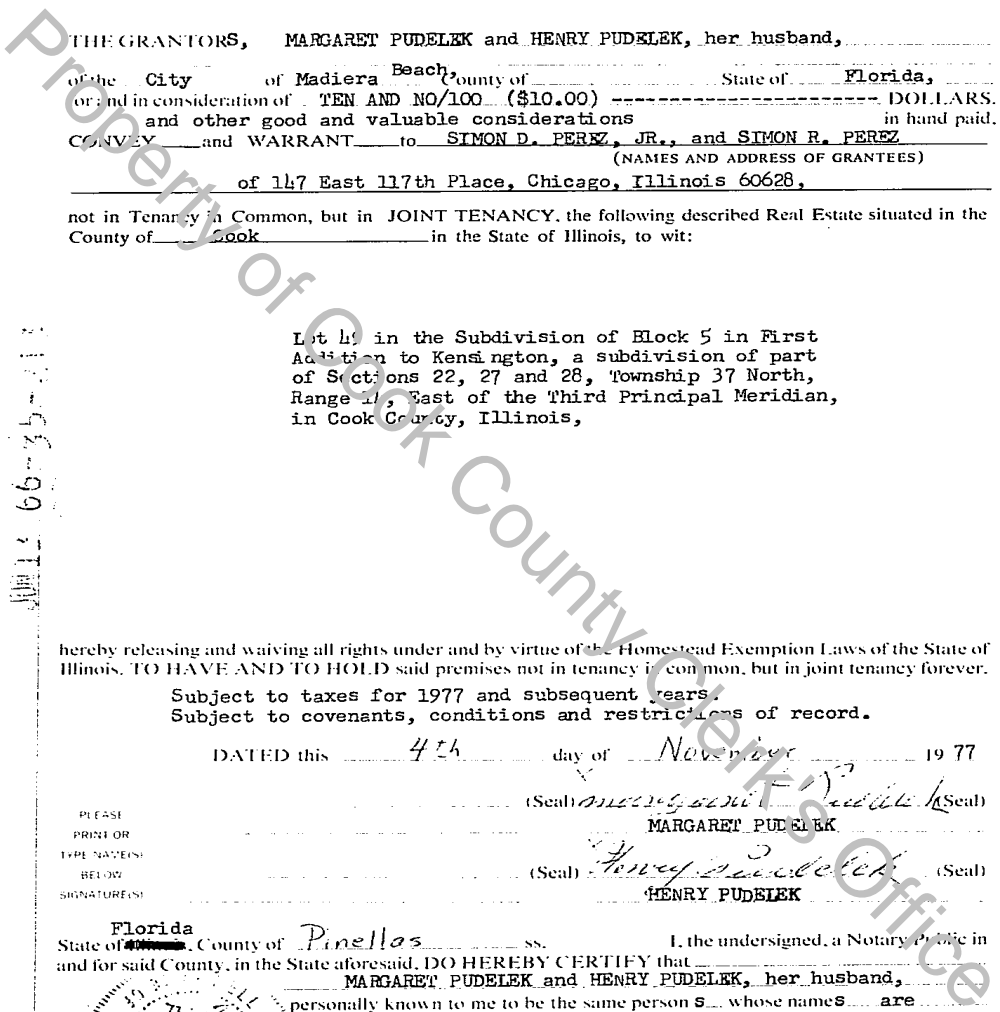 THE GRANTORS, MARGARET PUDELEK and HENRY PUDELEK, her husband,
of the City of Madiera Beach, County of State of Florida,
for and in consideration of TEN AND NO/100 ($10.00) ------------------------ DOLLARS.
and other good and valuable considerations in hand paid,
CONVEY and WARRANT to SIMON D. PEREZ, JR., and SIMON R. PEREZ
(NAMES AND ADDRESS OF GRANTEES)
of 147 East 117th Place, Chicago, Illinois 60628,
not in Tenancy in Common, but in JOINT TENANCY, the following described Real Estate situated in the
County of Cook in the State of Illinois, to wit:
Lot 49 in the Subdivision of Block 5 in First
Addition to Kensington, a subdivision of part
of Sections 22, 27 and 28, Township 37 North,
Range 14, East of the Third Principal Meridian,
in Cook County, Illinois,
66-35-
hereby releasing and waiving all rights under and by virtue of the Homestead Exemption Laws of the State of
Illinois. TO HAVE AND TO HOLD said premises not in tenancy in common, but in joint tenancy forever.
Subject to taxes for 1977 and subsequent years.
Subject to covenants, conditions and restrictions of record.
DATED this 4th day of November 1977
(Seal) Margaret Pudelek (Seal)
MARGARET PUDELEK
PLEASE
PRINT OR
TYPE NAME(S)
BELOW
SIGNATURE(S)
(Seal) Henry Pudelek (Seal)
HENRY PUDELEK
Florida
State of , County of Pinellas ss. I, the undersigned, a Notary Public in
and for said County, in the State aforesaid, DO HEREBY CERTIFY that
MARGARET PUDELEK and HENRY PUDELEK, her husband,
personally known to me to be the same person s whose names are
Property of Cook County Clerk's Office